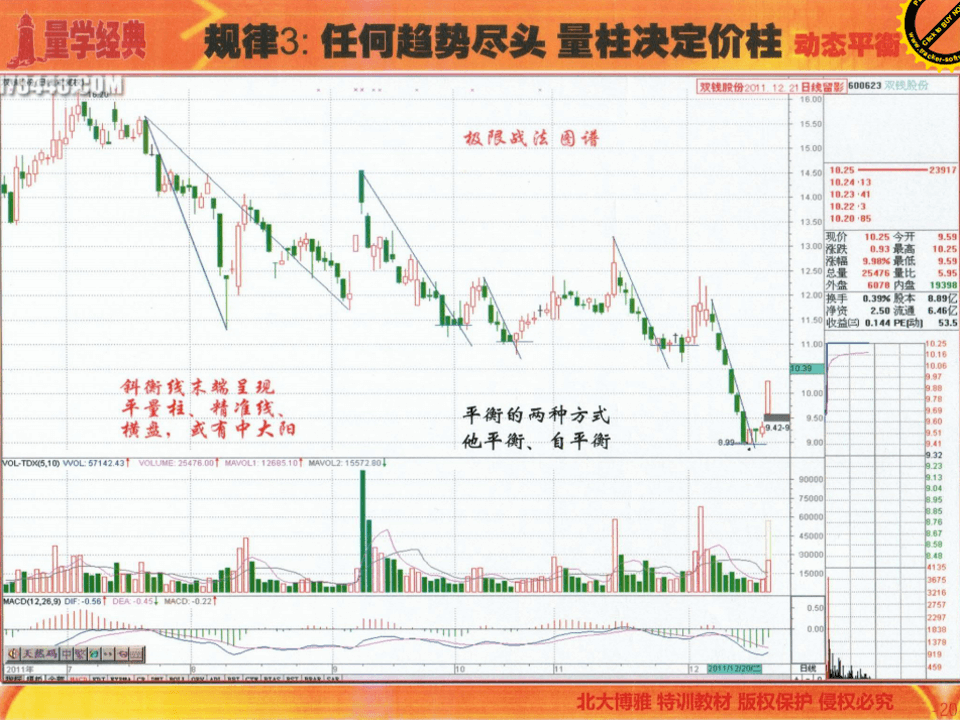 量学经典
规律3: 任何趋势尽头 量柱决定价柱 动态平衡
Click to BUY NOW
双钱股份2011.12.21日线留影
600623 双钱股份
极限战法图谱
16.00
15.50
15.00
14.50
14.00
13.50
13.00
12.50
12.00
11.50
11.00
10.39
10.00
9.50
9.00
斜衡线末端呈现
平量柱、精准线、
横盘，或有中大阳
平衡的两种方式
他平衡、自平衡
8.99
9.42-9
10.25 23917
10.24 13
10.23 41
10.22 3
10.20 85
现价 10.25 今开 9.59
涨跌 0.93 最高 10.25
涨幅 9.98% 最低 9.59
总量 25476 量比 5.95
外盘 6078 内盘 19398
换手 0.39% 股本 8.89亿
净资 2.50 流通 6.46亿
收益㈢ 0.144 PE[动] 53.5
10.25
10.16
10.06
9.97
9.88
9.78
9.69
9.60
9.51
9.41
9.32
9.23
9.13
9.04
8.95
8.85
8.76
8.67
8.58
8.48
4135
3675
3216
2757
2297
1838
1379
919
459
VOL-TDX(5,10) VVOL: 57142.43↑ VOLUME: 25476.00↑ MAVOL1: 12685.10↑ MAVOL2: 15572.80↓
90000
75000
60000
45000
30000
15000
MACD(12,26,9) DIF: -0.56↑ DEA: -0.45↓ MACD: -0.22↑
0.50
0.00
2011年 7 8 9 10 11 12 2011/12/20/二 日线
北大博雅 特训教材 版权保护 侵权必究
20